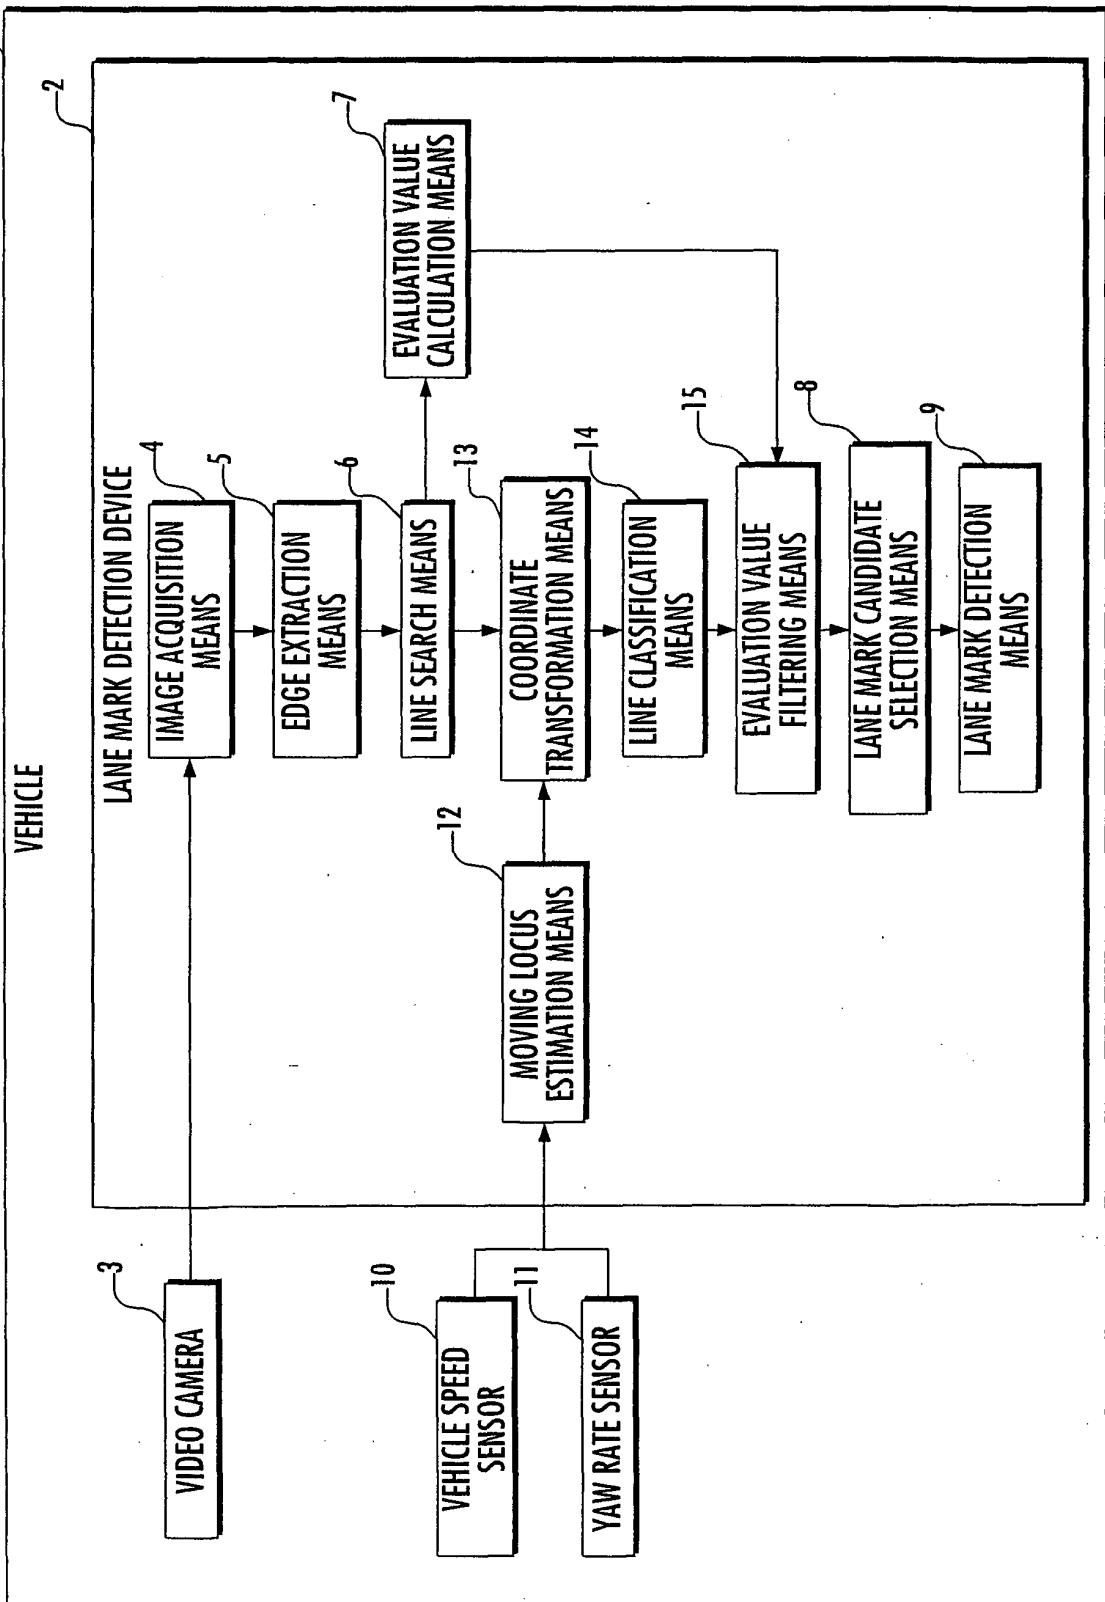 VEHICLE
2
LANE MARK DETECTION DEVICE
3
VIDEO CAMERA
4
IMAGE ACQUISITION
MEANS
5
EDGE EXTRACTION
MEANS
6
LINE SEARCH MEANS
7
EVALUATION VALUE
CALCULATION MEANS
10
VEHICLE SPEED
SENSOR
11
YAW RATE SENSOR
12
MOVING LOCUS
ESTIMATION MEANS
13
COORDINATE
TRANSFORMATION MEANS
14
LINE CLASSIFICATION
MEANS
15
EVALUATION VALUE
FILTERING MEANS
8
LANE MARK CANDIDATE
SELECTION MEANS
9
LANE MARK DETECTION
MEANS